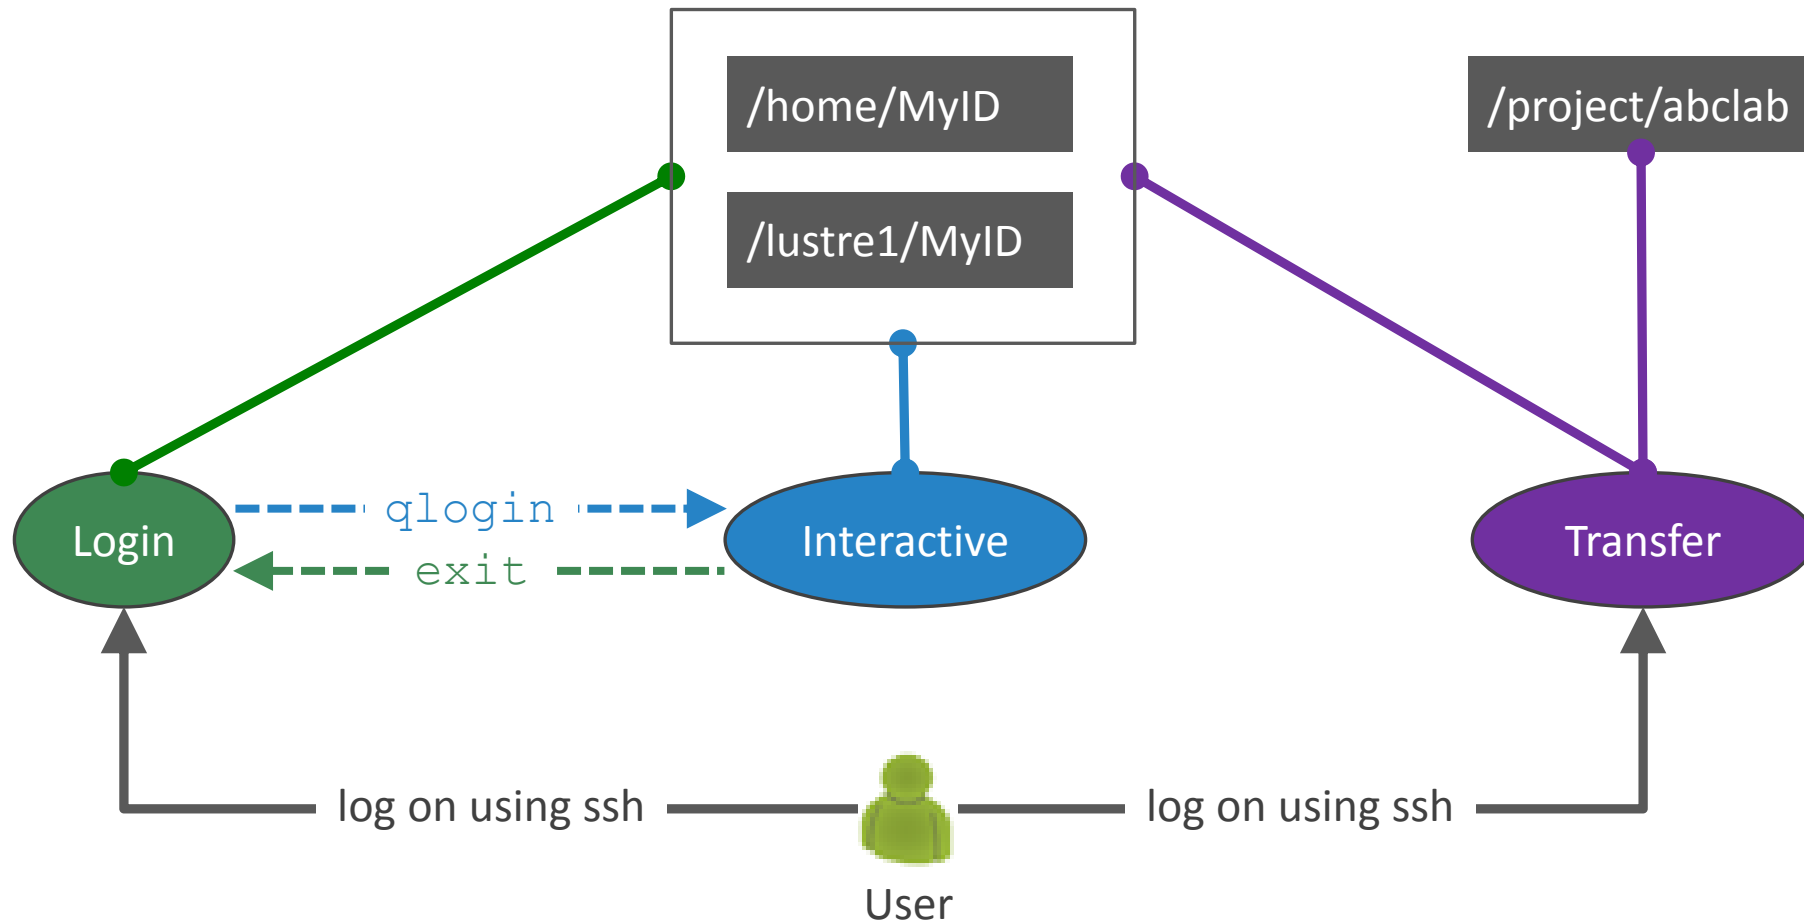 /home/MyID
/project/abclab
/lustre1/MyID
qlogin
Login
Interactive
Transfer
exit
log on using ssh
log on using ssh
User